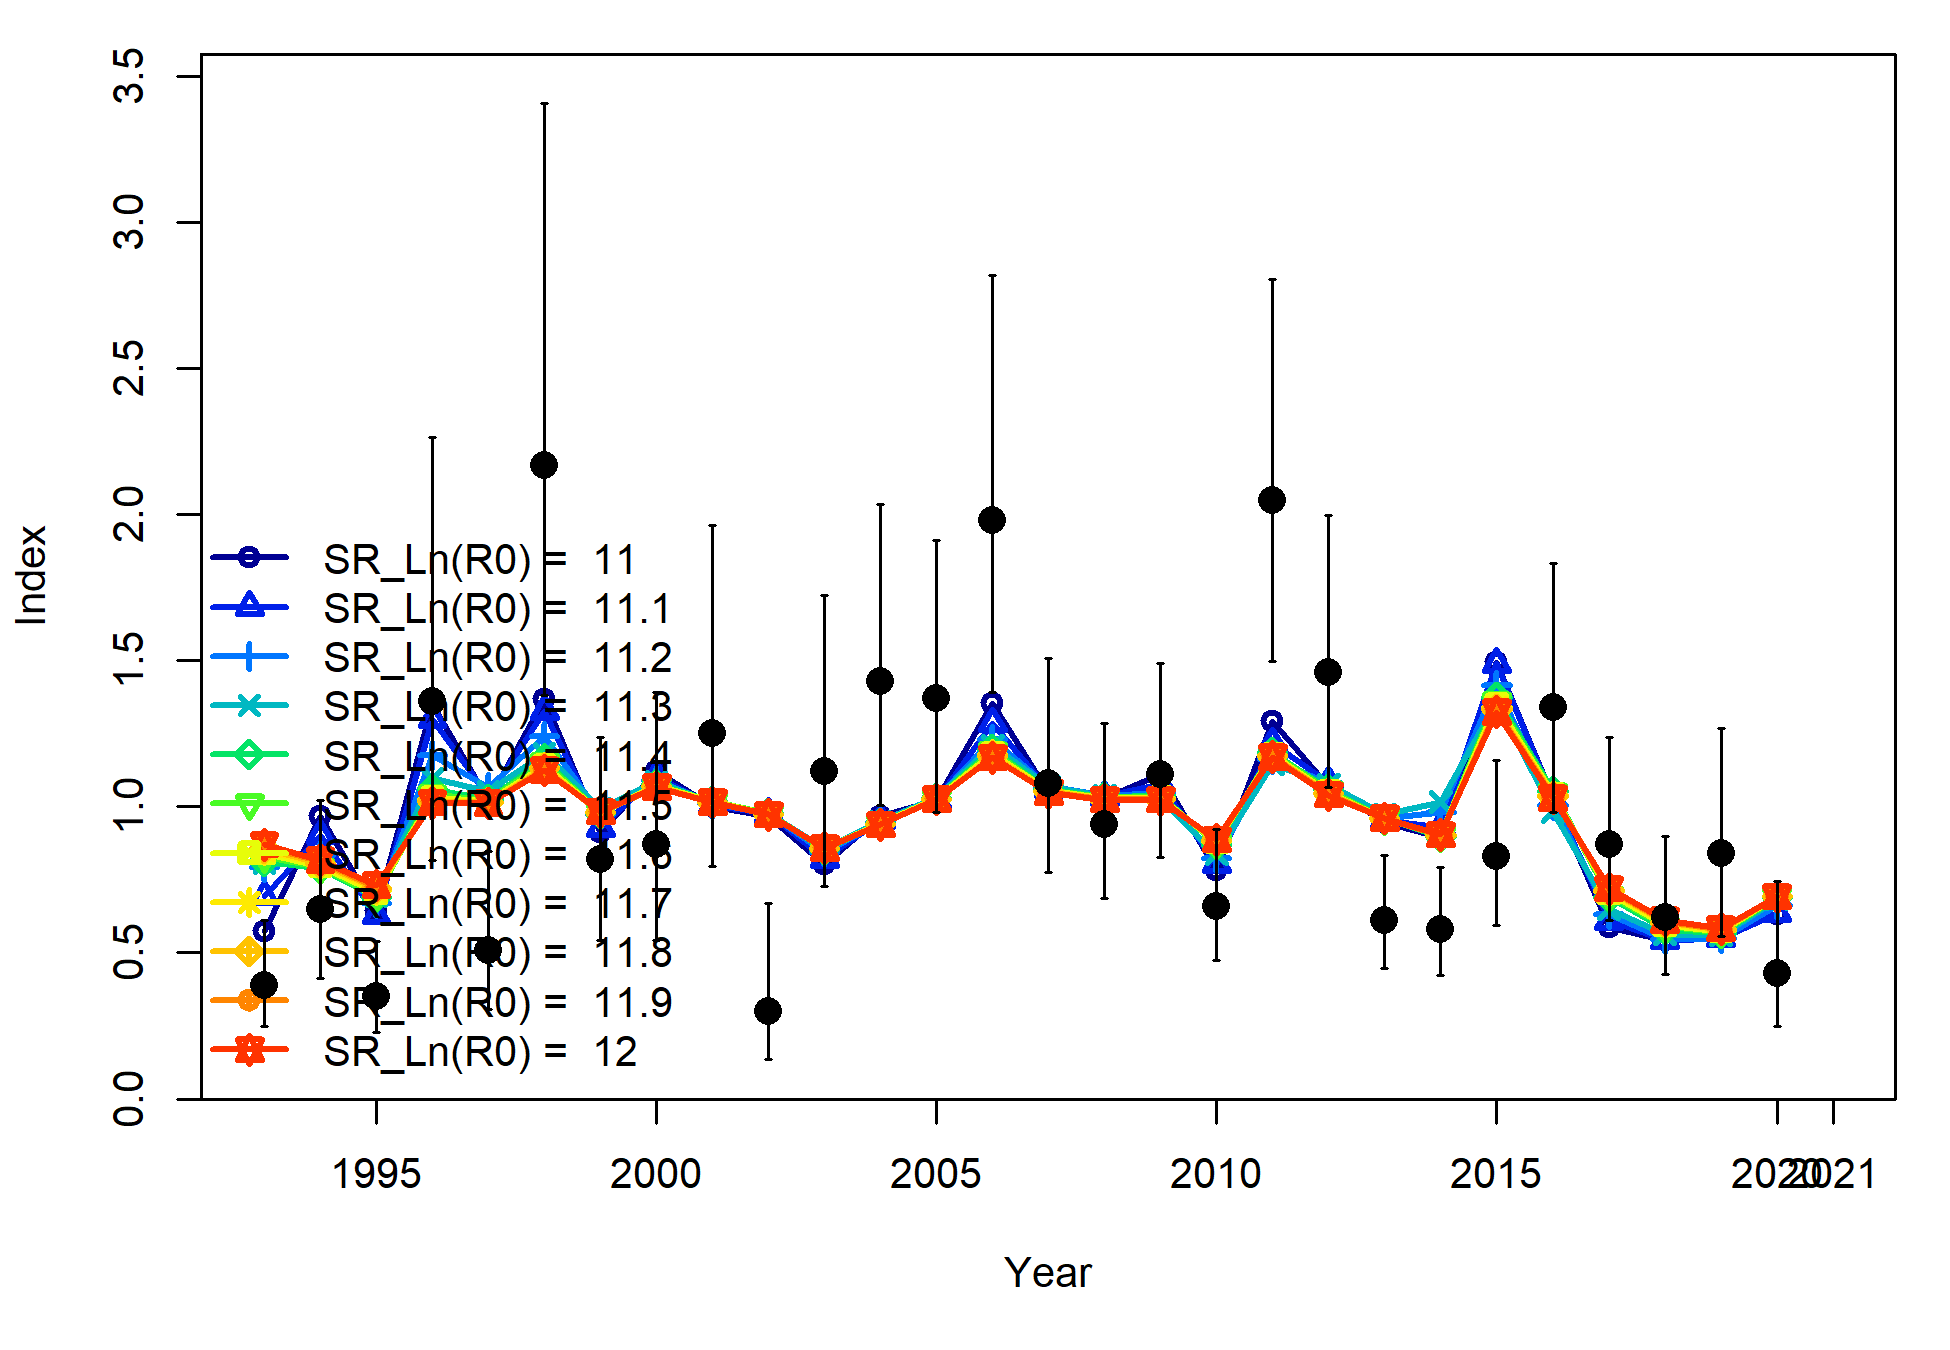 3.5
3.0
2.5
2.0
1.5
1.0
0.5
0.0
Index
SR_Ln(R0) = 11
SR_Ln(R0) = 11.1
SR_Ln(R0) = 11.2
SR_Ln(R0) = 11.3
SR_Ln(R0) = 11.4
SR_Ln(R0) = 11.5
SR_Ln(R0) = 11.6
SR_Ln(R0) = 11.7
SR_Ln(R0) = 11.8
SR_Ln(R0) = 11.9
SR_Ln(R0) = 12
1995 2000 2005 2010 2015 2020 2021
Year